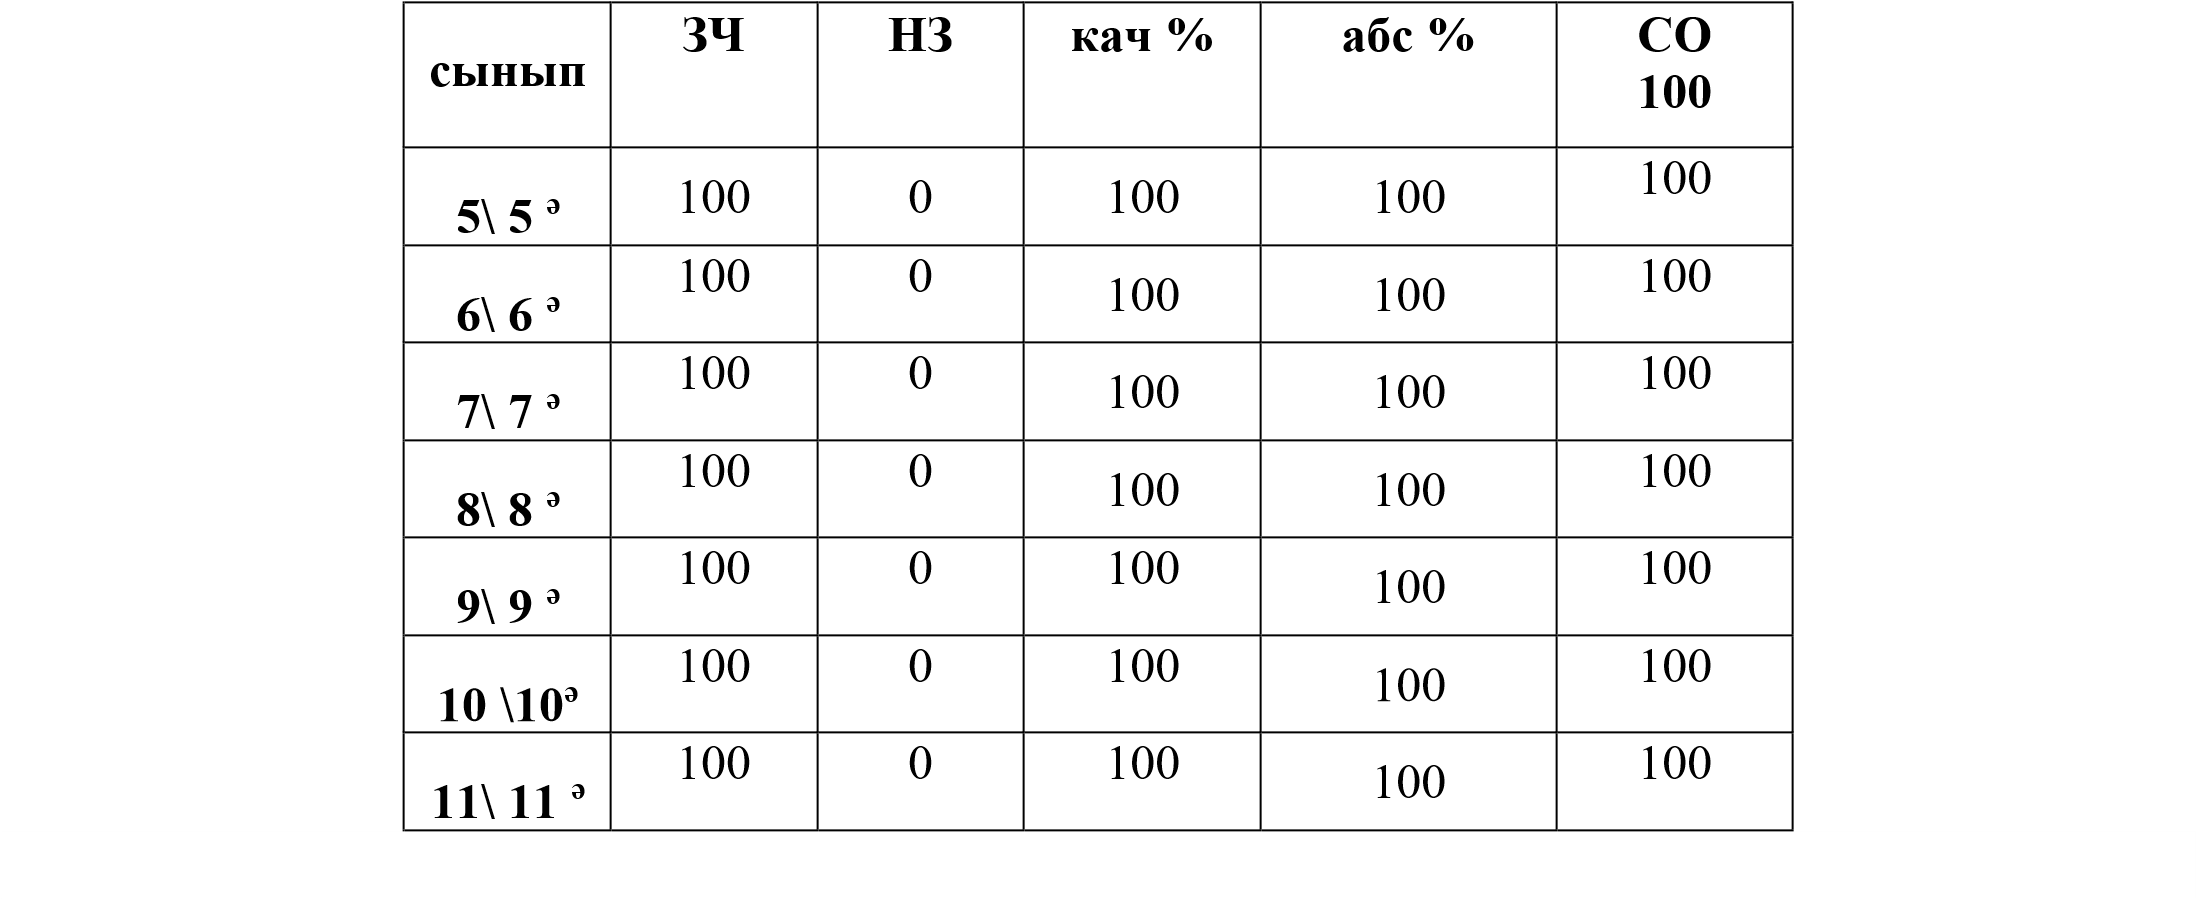 сынып ЗЧ НЗ кач % абс % СО
100
5\ 5 ә 100 0 100 100 100
6\ 6 ә 100 0 100 100 100
7\ 7 ә 100 0 100 100 100
8\ 8 ә 100 0 100 100 100
9\ 9 ә 100 0 100 100 100
10 \10ә 100 0 100 100 100
11\ 11 ә 100 0 100 100 100